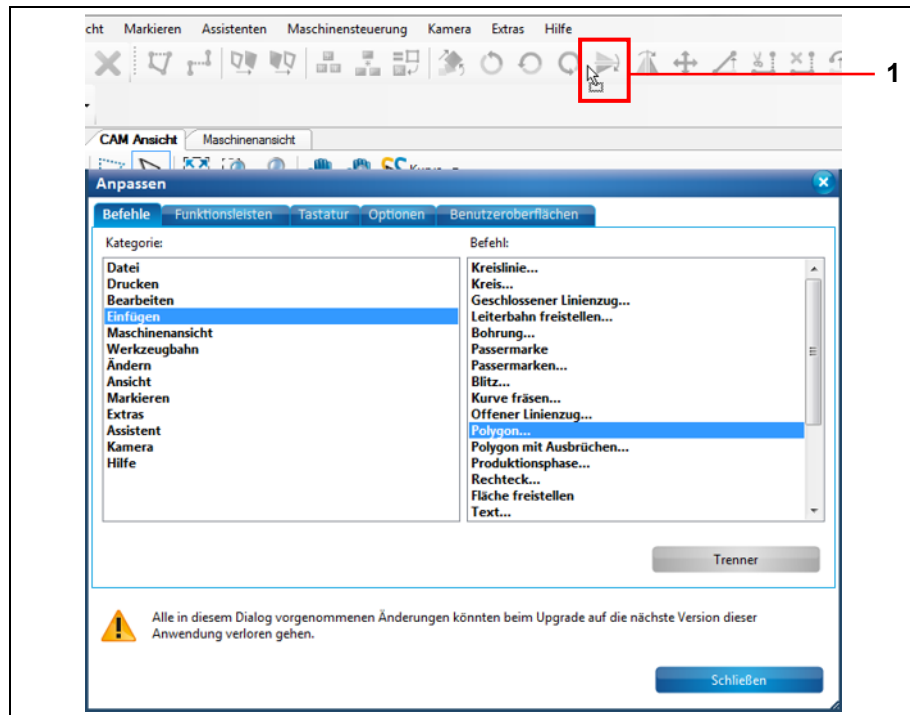 cht Markieren Assistenten Maschinensteuerung Kamera Extras Hilfe
1
CAM Ansicht Maschinenansicht
Anpassen
Befehle Funktionsleisten Tastatur Optionen Benutzeroberflächen
Kategorie: Befehl:
Datei
Drucken
Bearbeiten
Einfügen
Maschinenansicht
Werkzeugbahn
Ändern
Ansicht
Markieren
Extras
Assistent
Kamera
Hilfe
Kreislinie...
Kreis...
Geschlossener Linienzug...
Leiterbahn freistellen...
Bohrung...
Passermarke
Passermarken...
Blitz...
Kurve fräsen...
Offener Linienzug...
Polygon...
Polygon mit Ausbrüchen...
Produktionsphase...
Rechteck...
Fläche freistellen
Text...
Trenner
Alle in diesem Dialog vorgenommenen Änderungen könnten beim Upgrade auf die nächste Version dieser
Anwendung verloren gehen.
Schließen